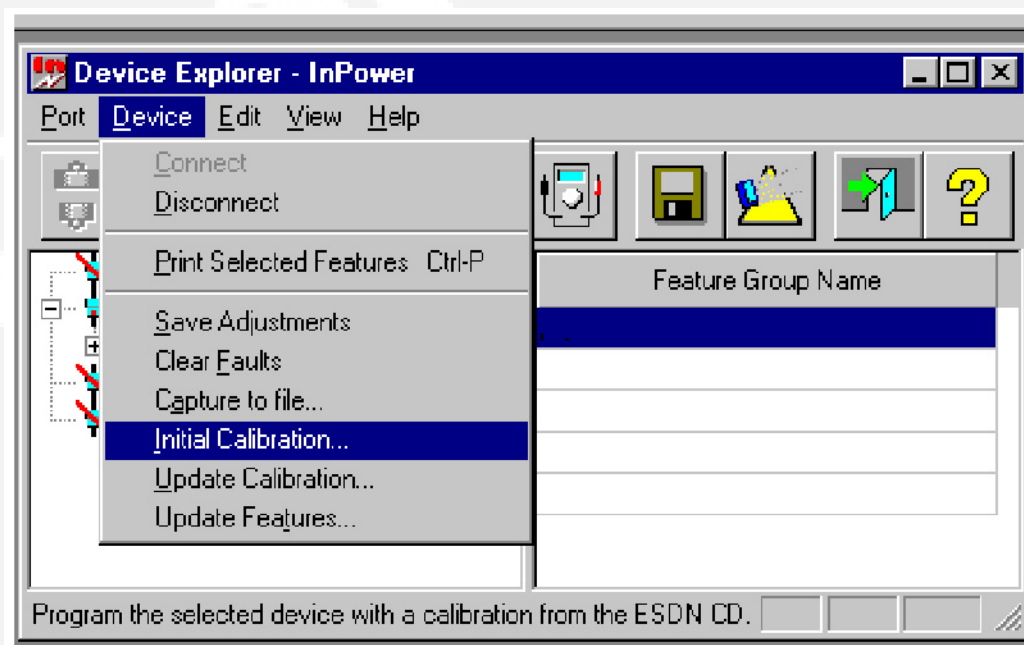 Device Explorer - InPower
Port Device Edit View Help
Connect
Disconnect
Print Selected Features Ctrl-P
Save Adjustments
Clear Faults
Capture to file...
Initial Calibration...
Update Calibration...
Update Features...
Feature Group Name
Program the selected device with a calibration from the ESDN CD.